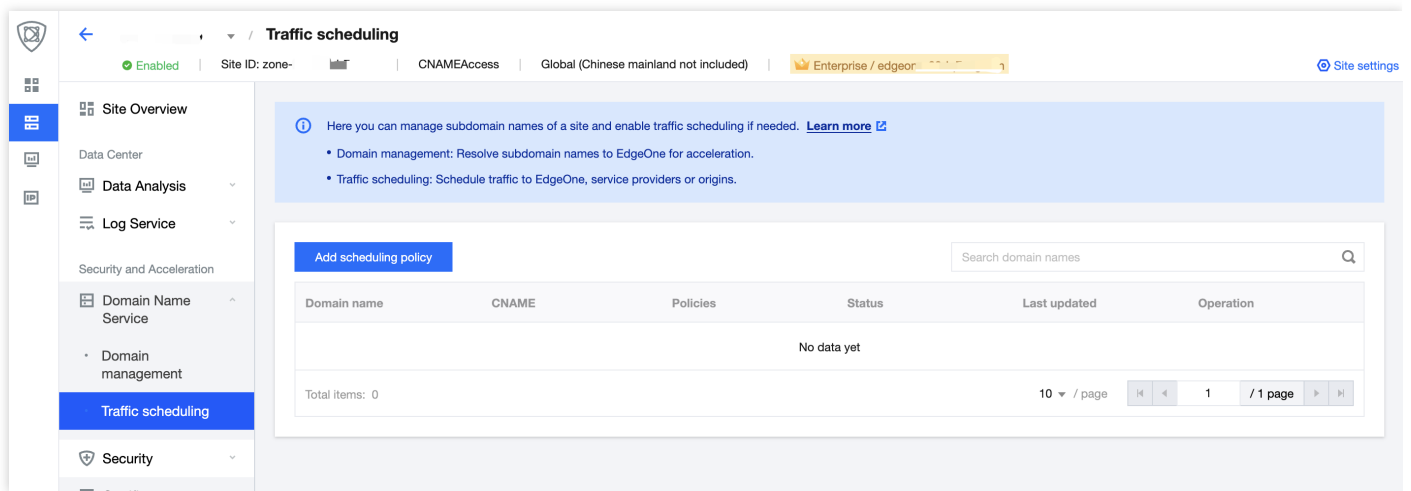 / Traffic scheduling
Enabled Site ID: zone- CNAMEAccess Global (Chinese mainland not included) Enterprise / Site settings
Site Overview
Here you can manage subdomain names of a site and enable traffic scheduling if needed. Learn more
• Domain management: Resolve subdomain names to EdgeOne for acceleration.
• Traffic scheduling: Schedule traffic to EdgeOne, service providers or origins.
Data Center
Data Analysis
IP
Log Service
Security and Acceleration
Domain Name
Service
• Domain
management
Traffic scheduling
Security
Add scheduling policy
Search domain names
Domain name CNAME Policies Status Last updated Operation
No data yet
Total items: 0 10 / page 1 / 1 page